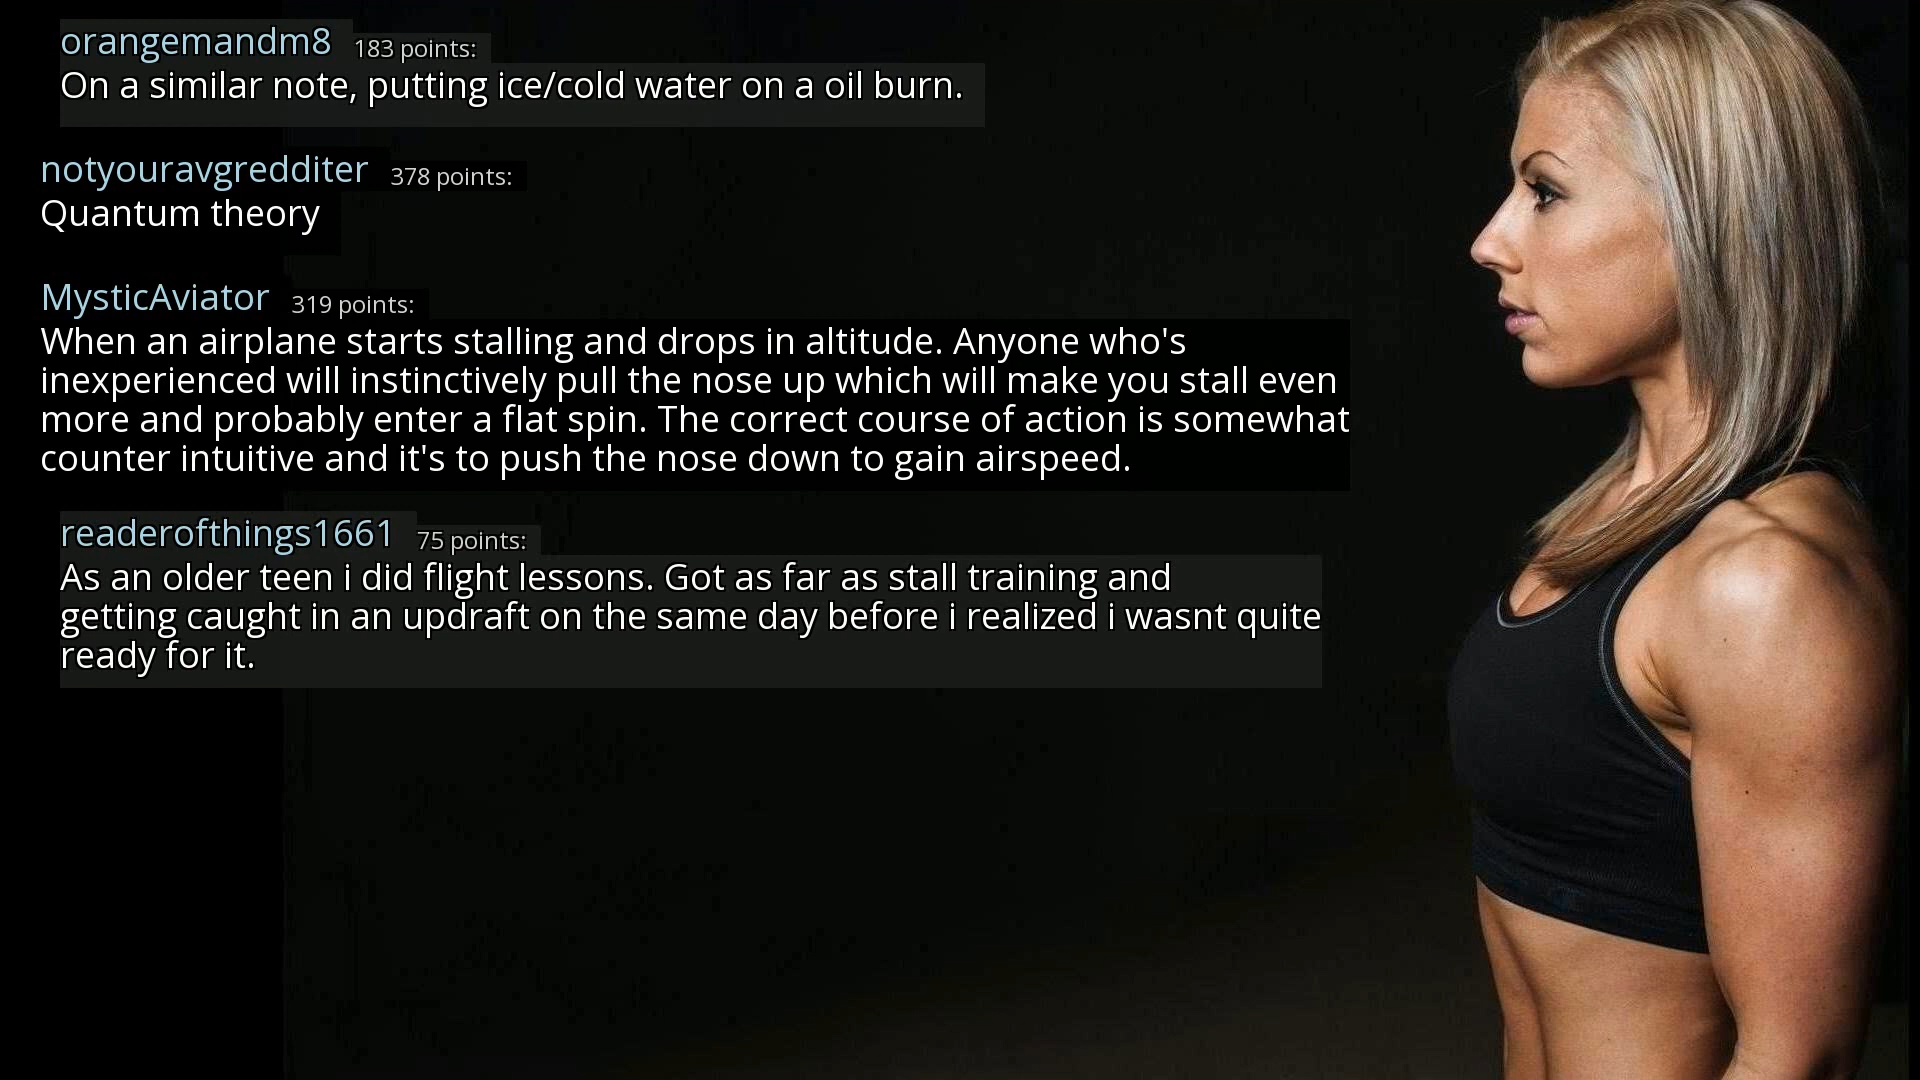 orangemandm8 183 points:
On a similar note, putting ice/cold water on a oil burn.
notyouravgredditer 378 points:
Quantum theory
MysticAviator 319 points:
When an airplane starts stalling and drops in altitude. Anyone who's
inexperienced will instinctively pull the nose up which will make you stall even
more and probably enter a flat spin. The correct course of action is somewhat
counter intuitive and it's to push the nose down to gain airspeed.
readerofthings1661 75 points:
As an older teen i did flight lessons. Got as far as stall training and
getting caught in an updraft on the same day before i realized i wasnt quite
ready for it.